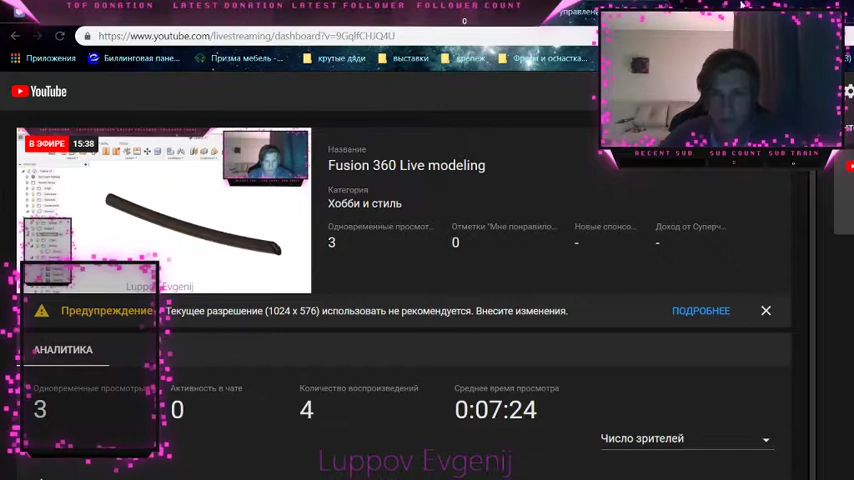 TOP DONATION LATEST DONATION LATEST FOLLOWER FOLLOWER COUNT
0
https://www.youtube.com/livestreaming/dashboard?v=9GqIfCHJQ4U
Приложения Биллинговая пане... Призма мебель -... крутые дяди выставки крепеж Фрезы и оснастка...
YouTube
В ЭФИРЕ 15:38
RECENT SUB SUB COUNT SUB TRAIN
Название
Fusion 360 Live modeling
Категория
Хобби и стиль
Одновременные просмот... Отметки "Мне понравило... Новые спонсо... Доход от Суперч...
3 0 - -
Luppov Evgenij
Предупреждение Текущее разрешение (1024 x 576) использовать не рекомендуется. Внесите изменения. ПОДРОБНЕЕ
АНАЛИТИКА
Одновременные просмотры Активность в чате Количество воспроизведений Среднее время просмотра
3 0 4 0:07:24
Число зрителей
Luppov Evgenij